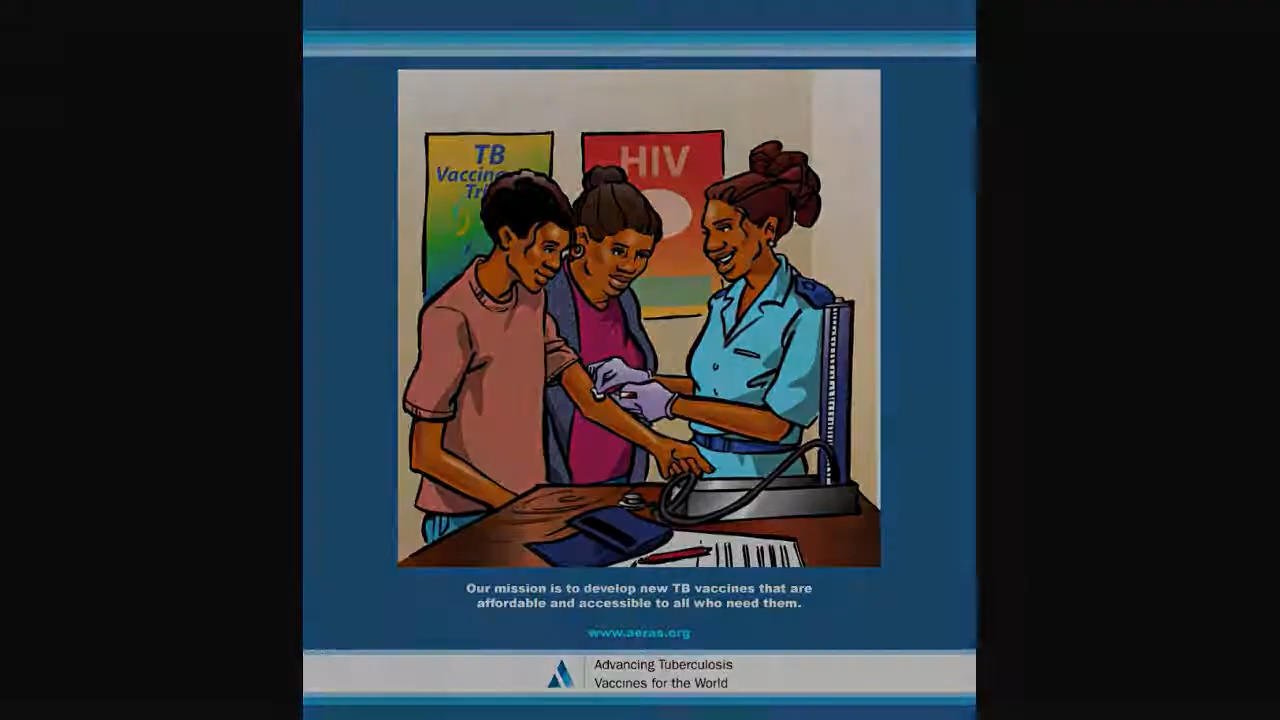 TB
Vaccine
HIV
Our mission is to develop new TB vaccines that are
affordable and accessible to all who need them.
www.aeras.org
Advancing Tuberculosis
Vaccines for the World